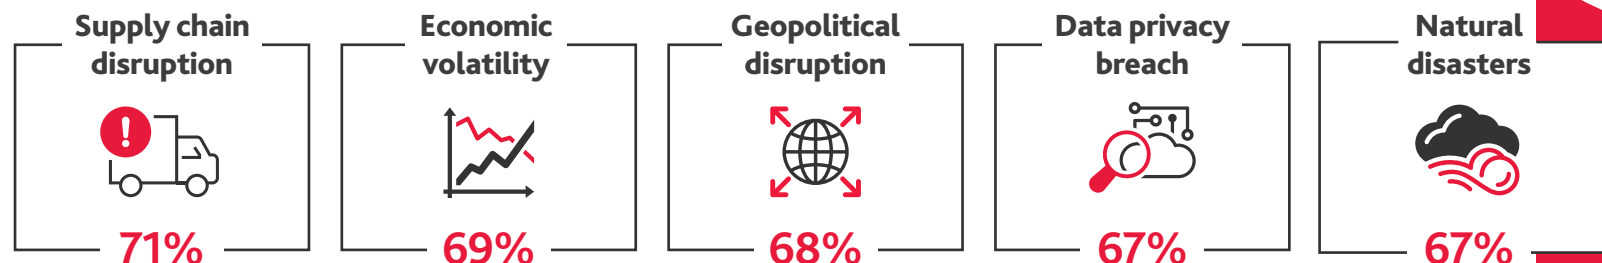 Supply chain
disruption
71%
Economic
volatility
69%
Geopolitical
disruption
68%
Data privacy
breach
67%
Natural
disasters
67%